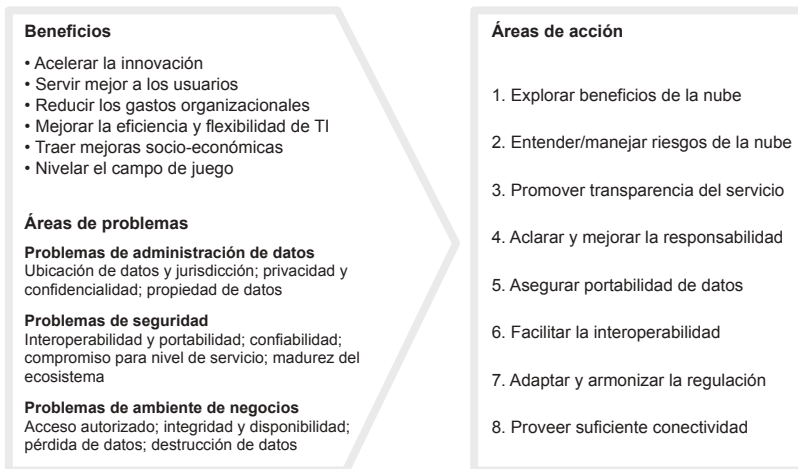 Beneficios
• Acelerar la innovación
• Servir mejor a los usuarios
• Reducir los gastos organizacionales
• Mejorar la eficiencia y flexibilidad de TI
• Traer mejoras socio-económicas
• Nivelar el campo de juego
Áreas de problemas
Problemas de administración de datos
Ubicación de datos y jurisdicción; privacidad y
confidencialidad; propiedad de datos
Problemas de seguridad
Interoperabilidad y portabilidad; confiabilidad;
compromiso para nivel de servicio; madurez del
ecosistema
Problemas de ambiente de negocios
Acceso autorizado; integridad y disponibilidad;
pérdida de datos; destrucción de datos
Áreas de acción
1. Explorar beneficios de la nube
2. Entender/manejar riesgos de la nube
3. Promover transparencia del servicio
4. Aclarar y mejorar la responsabilidad
5. Asegurar portabilidad de datos
6. Facilitar la interoperabilidad
7. Adaptar y armonizar la regulación
8. Proveer suficiente conectividad